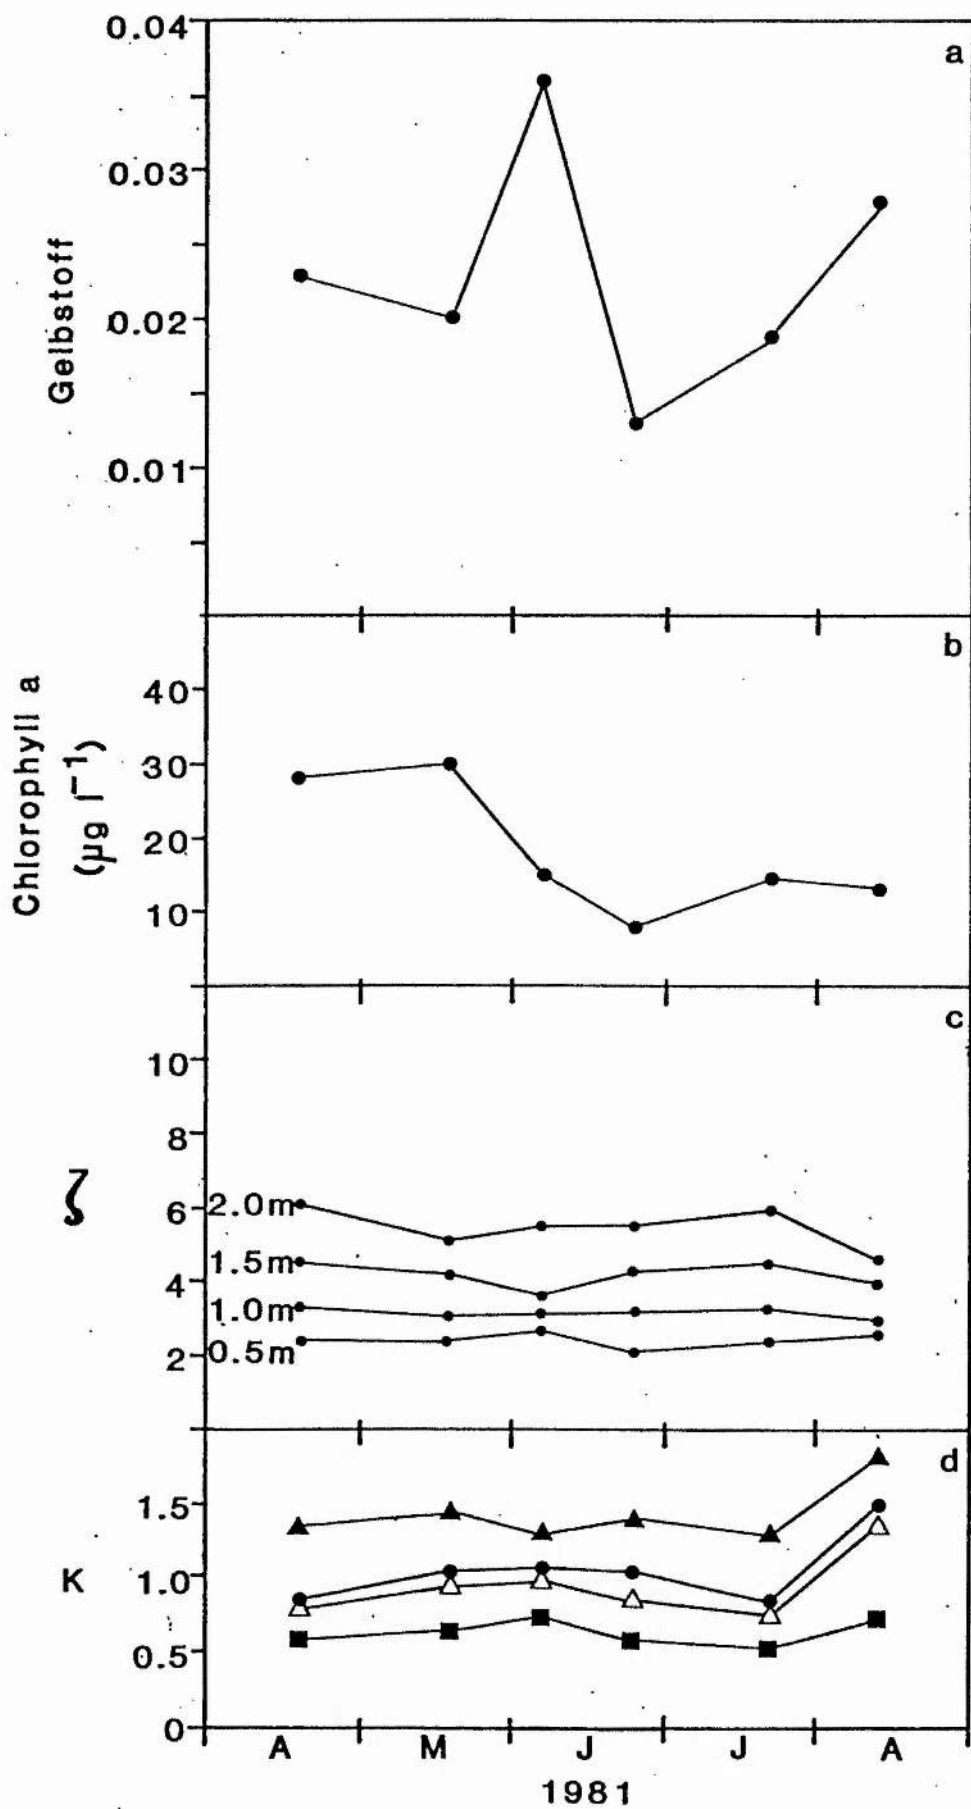 a
0.04
0.03
0.02
0.01
Gelbstoff
b
40
30
20
10
Chlorophyll a
(µg l⁻¹)
c
10
8
6
4
2
ζ
2.0m
1.5m
1.0m
0.5m
d
1.5
1.0
0.5
0
K
A M J J A
1981